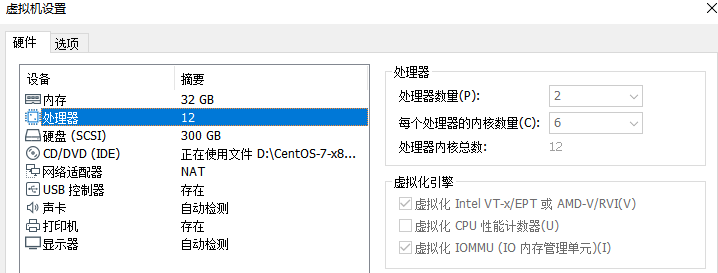 虚拟机设置
硬件 选项
设备 摘要
内存 32 GB
处理器 12
硬盘 (SCSI) 300 GB
CD/DVD (IDE) 正在使用文件 D:\CentOS-7-x8...
网络适配器 NAT
USB 控制器 存在
声卡 自动检测
打印机 存在
显示器 自动检测
处理器
处理器数量(P): 2
每个处理器的内核数量(C): 6
处理器内核总数: 12
虚拟化引擎
虚拟化 Intel VT-x/EPT 或 AMD-V/RVI(V)
虚拟化 CPU 性能计数器(U)
虚拟化 IOMMU (IO 内存管理单元)(I)